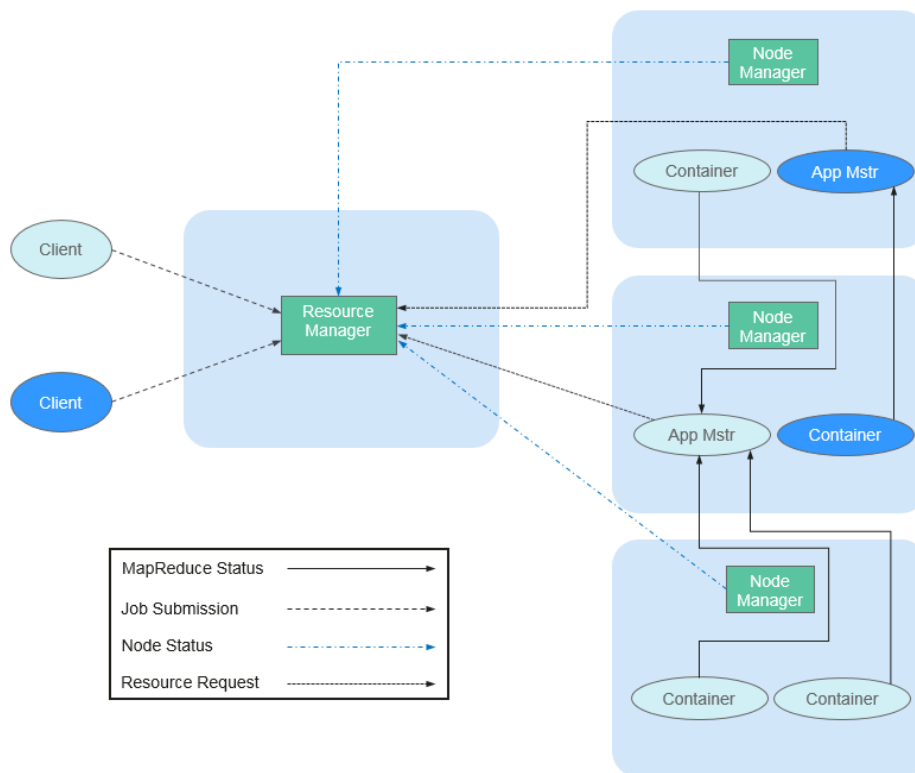 Node
Manager
Container
App Mstr
Client
Resource
Manager
Client
Node
Manager
App Mstr
Container
Node
Manager
Container
Container
MapReduce Status
Job Submission
Node Status
Resource Request